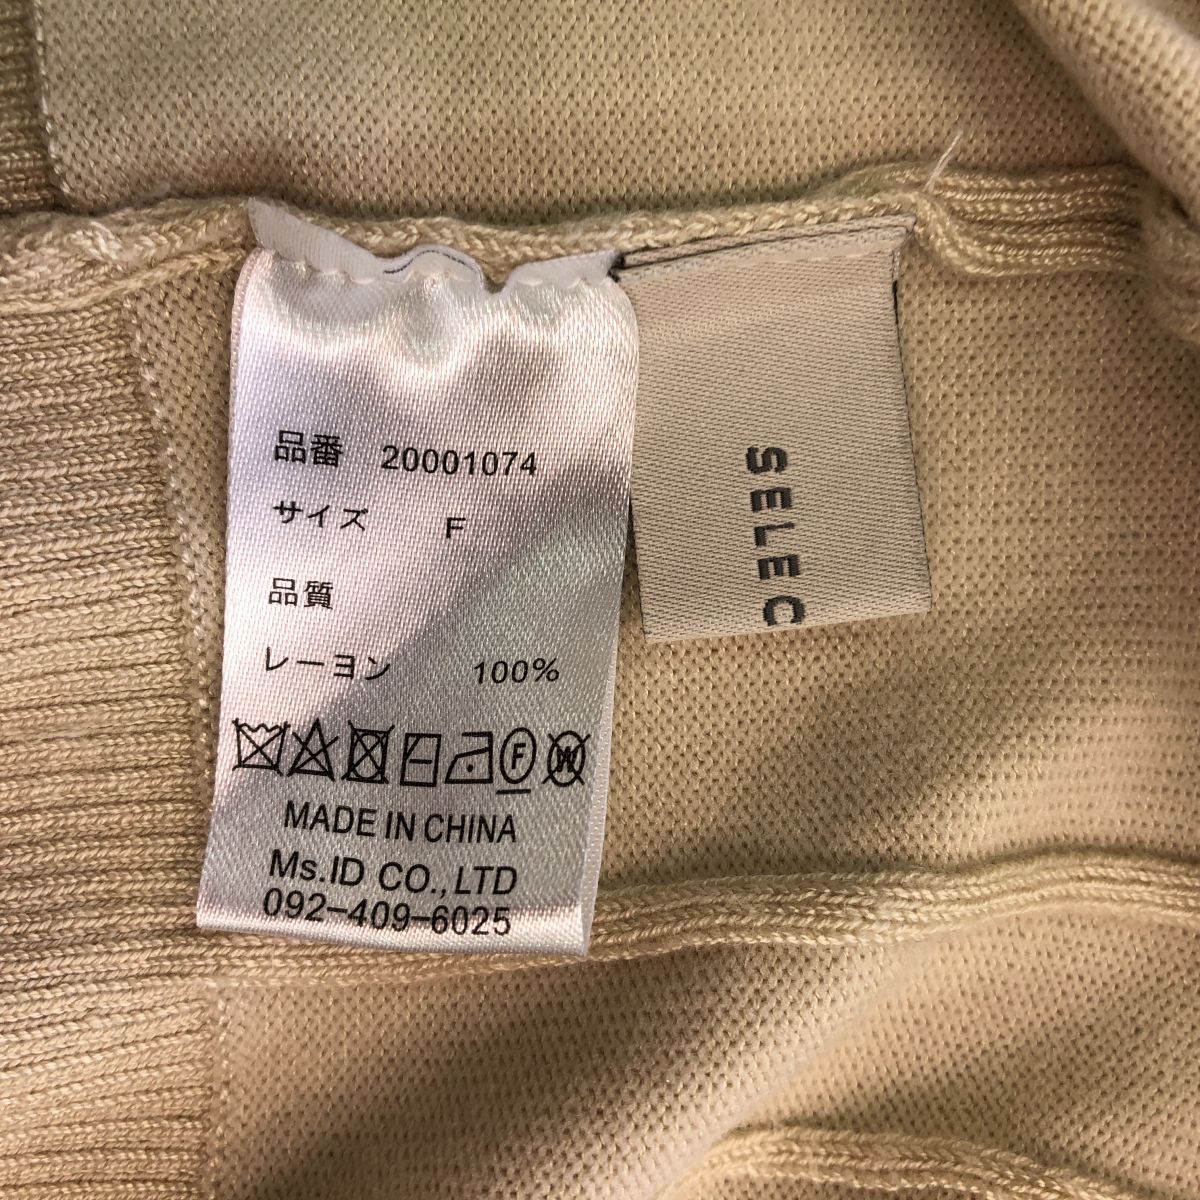 品番 20001074
サイズ F
品質
レーヨン 100%
F
W
MADE IN CHINA
Ms.ID CO.,LTD
092-409-6025
SELEC